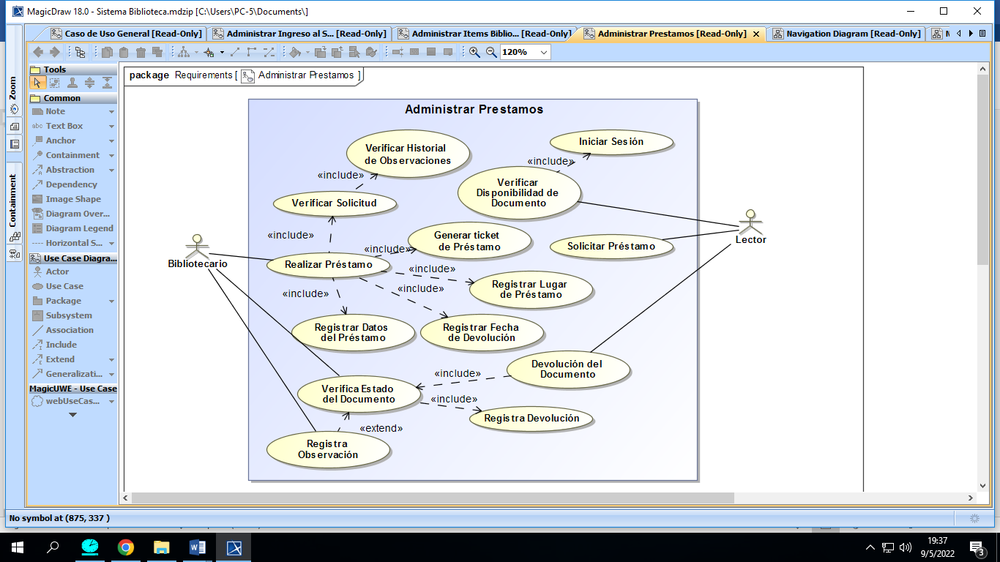 MagicDraw 18.0 - Sistema Biblioteca.mdzip [C:\Users\PC-5\Documents\]
Caso de Uso General [Read-Only]
Administrar Ingreso al S... [Read-Only]
Administrar Items Biblio... [Read-Only]
Administrar Prestamos [Read-Only]
Navigation Diagram [Read-Only]
120%
Zoom
Containment
Tools
Common
Note
Text Box
Anchor
Containment
Abstraction
Dependency
Image Shape
Diagram Over...
Diagram Legend
Horizontal S...
Use Case Diagra...
Actor
Use Case
Package
Subsystem
Association
Include
Extend
Generalizati...
MagicUWE - Use Case
webUseCas...
package Requirements [ Administrar Prestamos ]
Administrar Prestamos
Verificar Historial
de Observaciones
Iniciar Sesión
«include»
«include»
Verificar
Disponibilidad de
Documento
Verificar Solicitud
«include»
Generar ticket
de Préstamo
Solicitar Préstamo
Lector
Bibliotecario
«include»
Realizar Préstamo
«include»
Registrar Lugar
de Préstamo
«include»
«include»
Registrar Datos
del Préstamo
Registrar Fecha
de Devolución
Devolución del
Documento
«include»
Verifica Estado
del Documento
«include»
Registra Devolución
«extend»
Registra
Observación
No symbol at (875, 337 )
19:37
9/5/2022
3